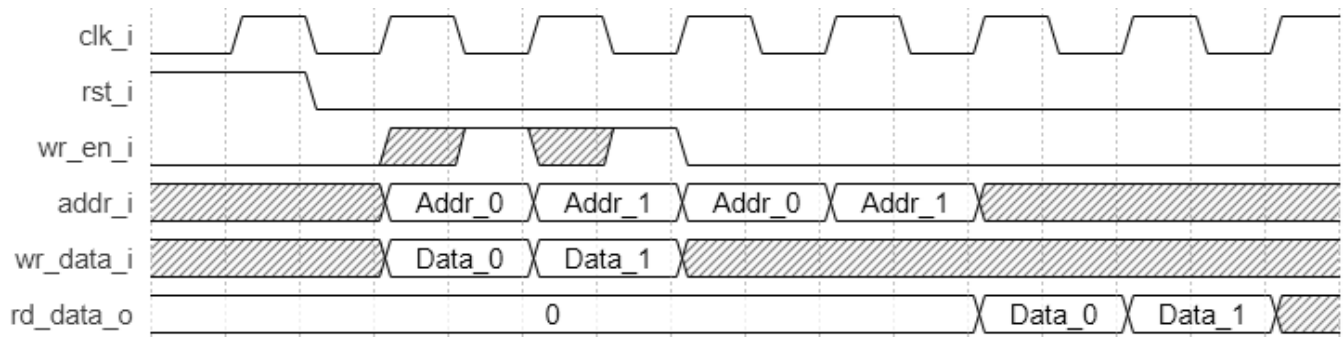 clk_i
rst_i
wr_en_i
addr_i Addr_0 Addr_1 Addr_0 Addr_1
wr_data_i Data_0 Data_1
rd_data_o 0 Data_0 Data_1